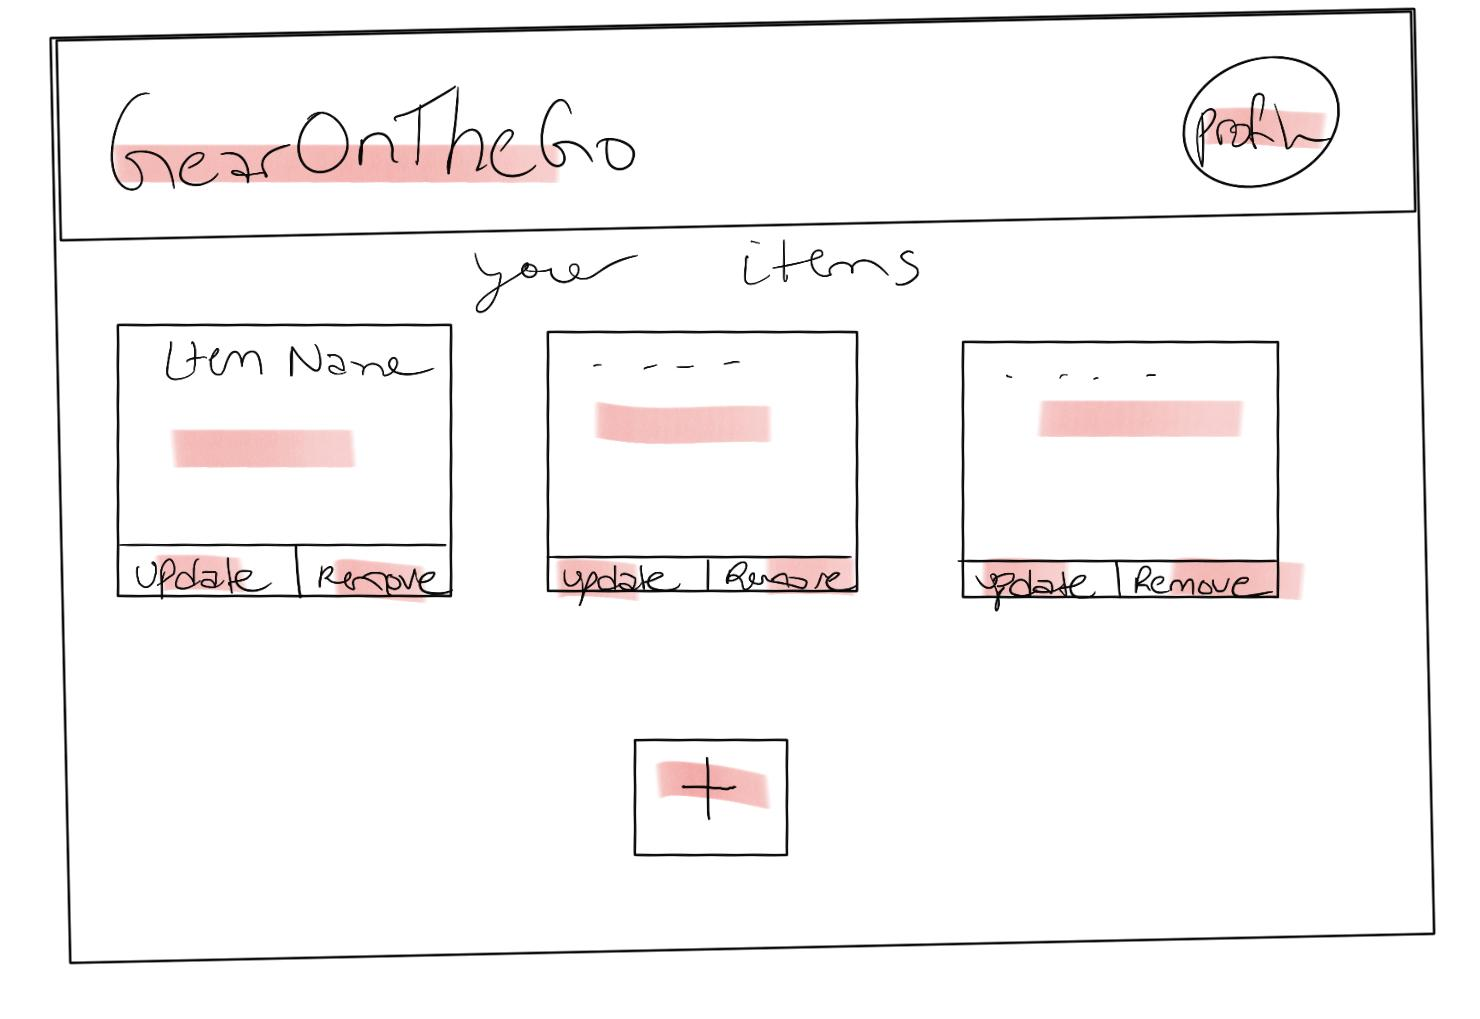 GearOnTheGo
Profile
your items
Item Name
- - - -
- - - -
Update Remove
update Remove
update Remove
+